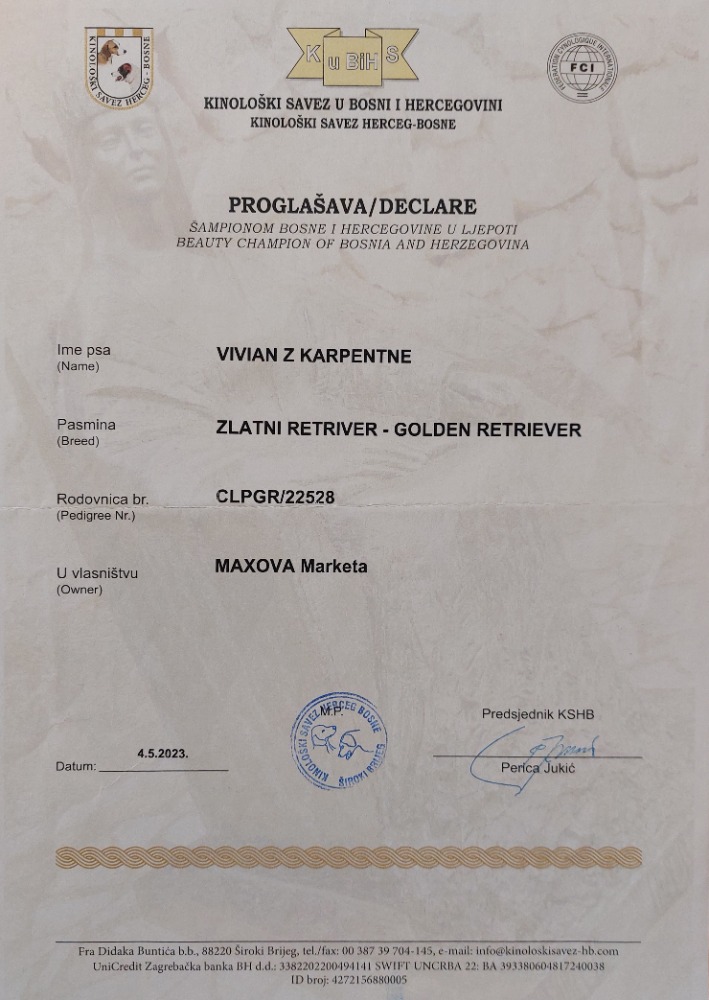 KINOLOŠKI SAVEZ HERCEG - BOSNE
K u BiH S
FEDERATION CYNOLOGIQUE INTERNATIONALE
FCI
KINOLOŠKI SAVEZ U BOSNI I HERCEGOVINI
KINOLOŠKI SAVEZ HERCEG-BOSNE
PROGLAŠAVA/DECLARE
ŠAMPIONOM BOSNE I HERCEGOVINE U LJEPOTI
BEAUTY CHAMPION OF BOSNIA AND HERZEGOVINA
Ime psa
(Name)
VIVIAN Z KARPENTNE
Pasmina
(Breed)
ZLATNI RETRIVER - GOLDEN RETRIEVER
Rodovnica br.
(Pedigree Nr.)
CLPGR/22528
U vlasništvu
(Owner)
MAXOVA Marketa
Datum: 4.5.2023.
M.P.
KINOLOŠKI SAVEZ HERCEG BOSNE
ŠIROKI BRIJEG
Predsjednik KSHB
Perica Jukić
Fra Didaka Buntića b.b., 88220 Široki Brijeg, tel./fax: 00 387 39 704-145, e-mail: info@kinoloskisavez-hb.com
UniCredit Zagrebačka banka BH d.d.: 3382202200494141 SWIFT UNCRBA 22: BA 393380604817240038
ID broj: 4272156880005